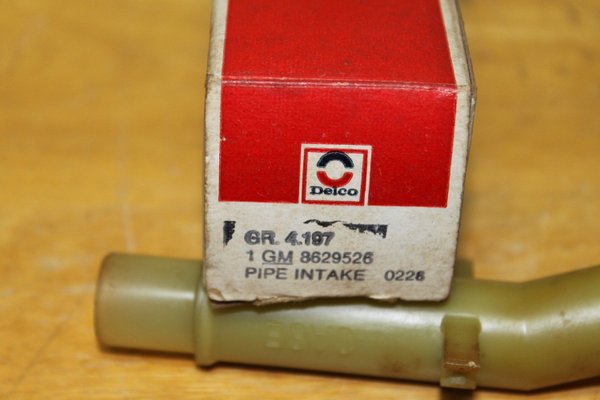 Delco
GR. 4.197
1 GM 8629526
PIPE INTAKE 0226